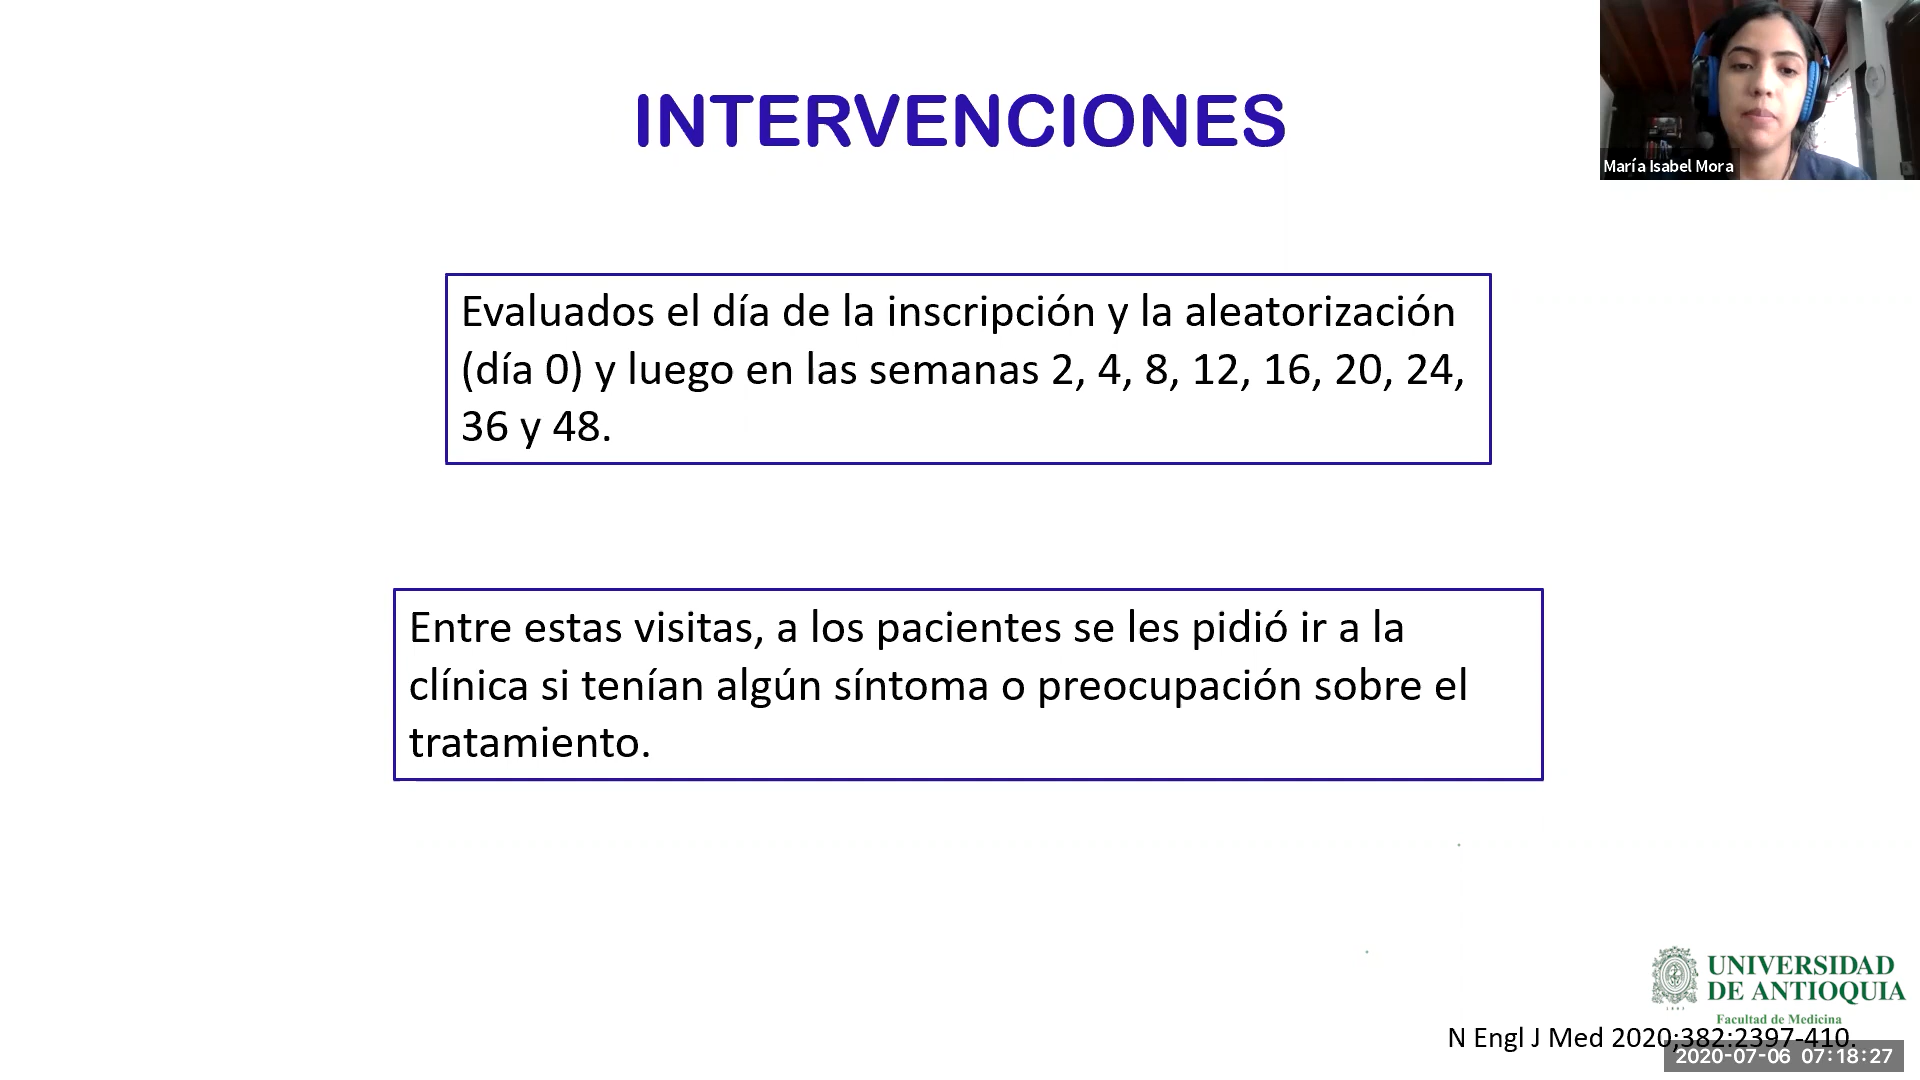 INTERVENCIONES
María Isabel Mora
Evaluados el día de la inscripción y la aleatorización
(día 0) y luego en las semanas 2, 4, 8, 12, 16, 20, 24,
36 y 48.
Entre estas visitas, a los pacientes se les pidió ir a la
clínica si tenían algún síntoma o preocupación sobre el
tratamiento.
UNIVERSIDAD
DE ANTIOQUIA
1803
Facultad de Medicina
N Engl J Med 2020;382:2397-410.
2020-07-06 07:18:27